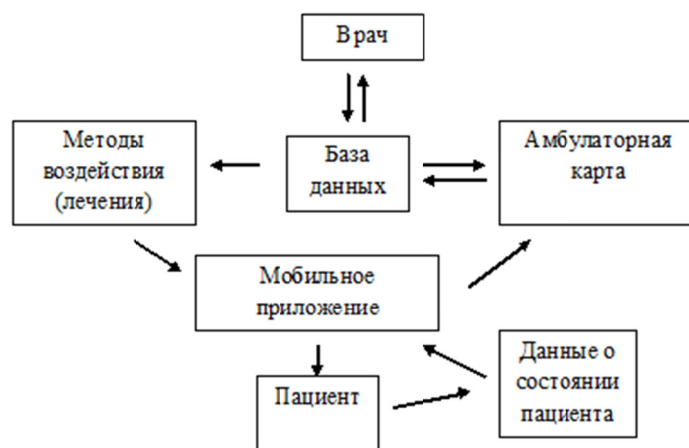 Врач
Методы
воздействия
(лечения)
База
данных
Амбулаторная
карта
Мобильное
приложение
Пациент
Данные о
состоянии
пациента